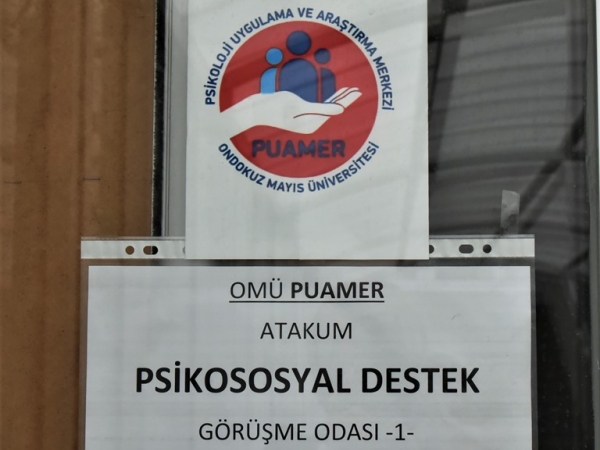 PSİKOLOJİ UYGULAMA VE ARAŞTIRMA MERKEZİ
PUAMER
ONDOKUZ MAYIS ÜNİVERSİTESİ
OMÜ PUAMER
ATAKUM
PSİKOSOSYAL DESTEK
GÖRÜŞME ODASI -1-